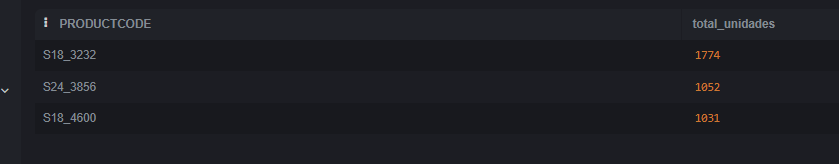 PRODUCTCODE total_unidades
S18_3232 1774
S24_3856 1052
S18_4600 1031